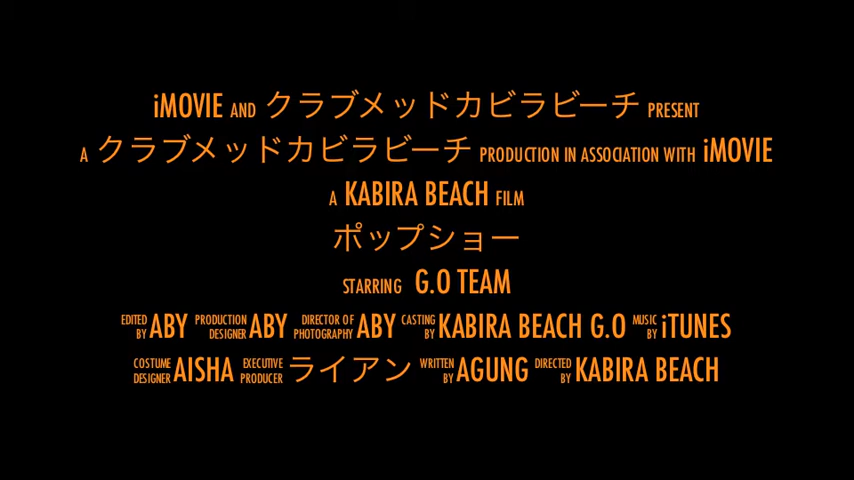 iMOVIE AND クラブメッドカビラビーチ PRESENT
A クラブメッドカビラビーチ PRODUCTION IN ASSOCIATION WITH iMOVIE
A KABIRA BEACH FILM
ポップショー
STARRING G.O TEAM
EDITED BY ABY PRODUCTION DESIGNER ABY DIRECTOR OF PHOTOGRAPHY ABY CASTING BY KABIRA BEACH G.O MUSIC BY iTUNES
COSTUME DESIGNER AISHA EXECUTIVE PRODUCER ライアン WRITTEN BY AGUNG DIRECTED BY KABIRA BEACH